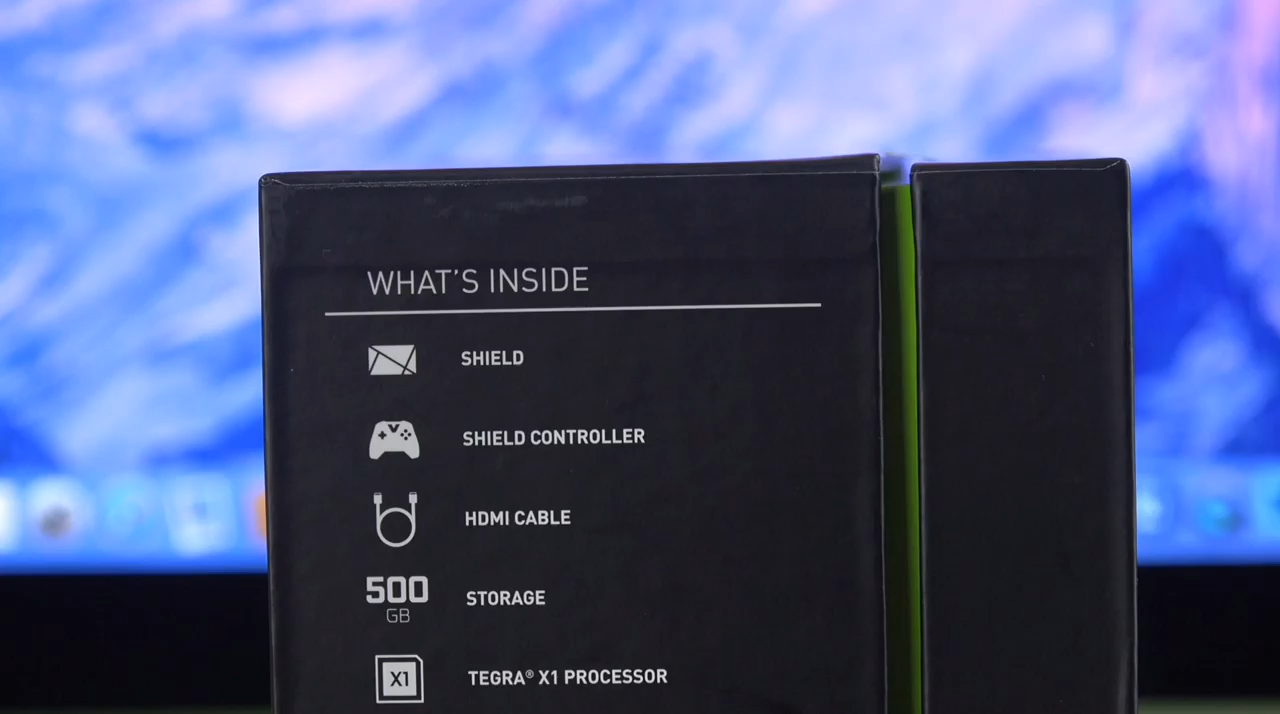 WHAT'S INSIDE
SHIELD
SHIELD CONTROLLER
HDMI CABLE
500 GB STORAGE
X1 TEGRA® X1 PROCESSOR